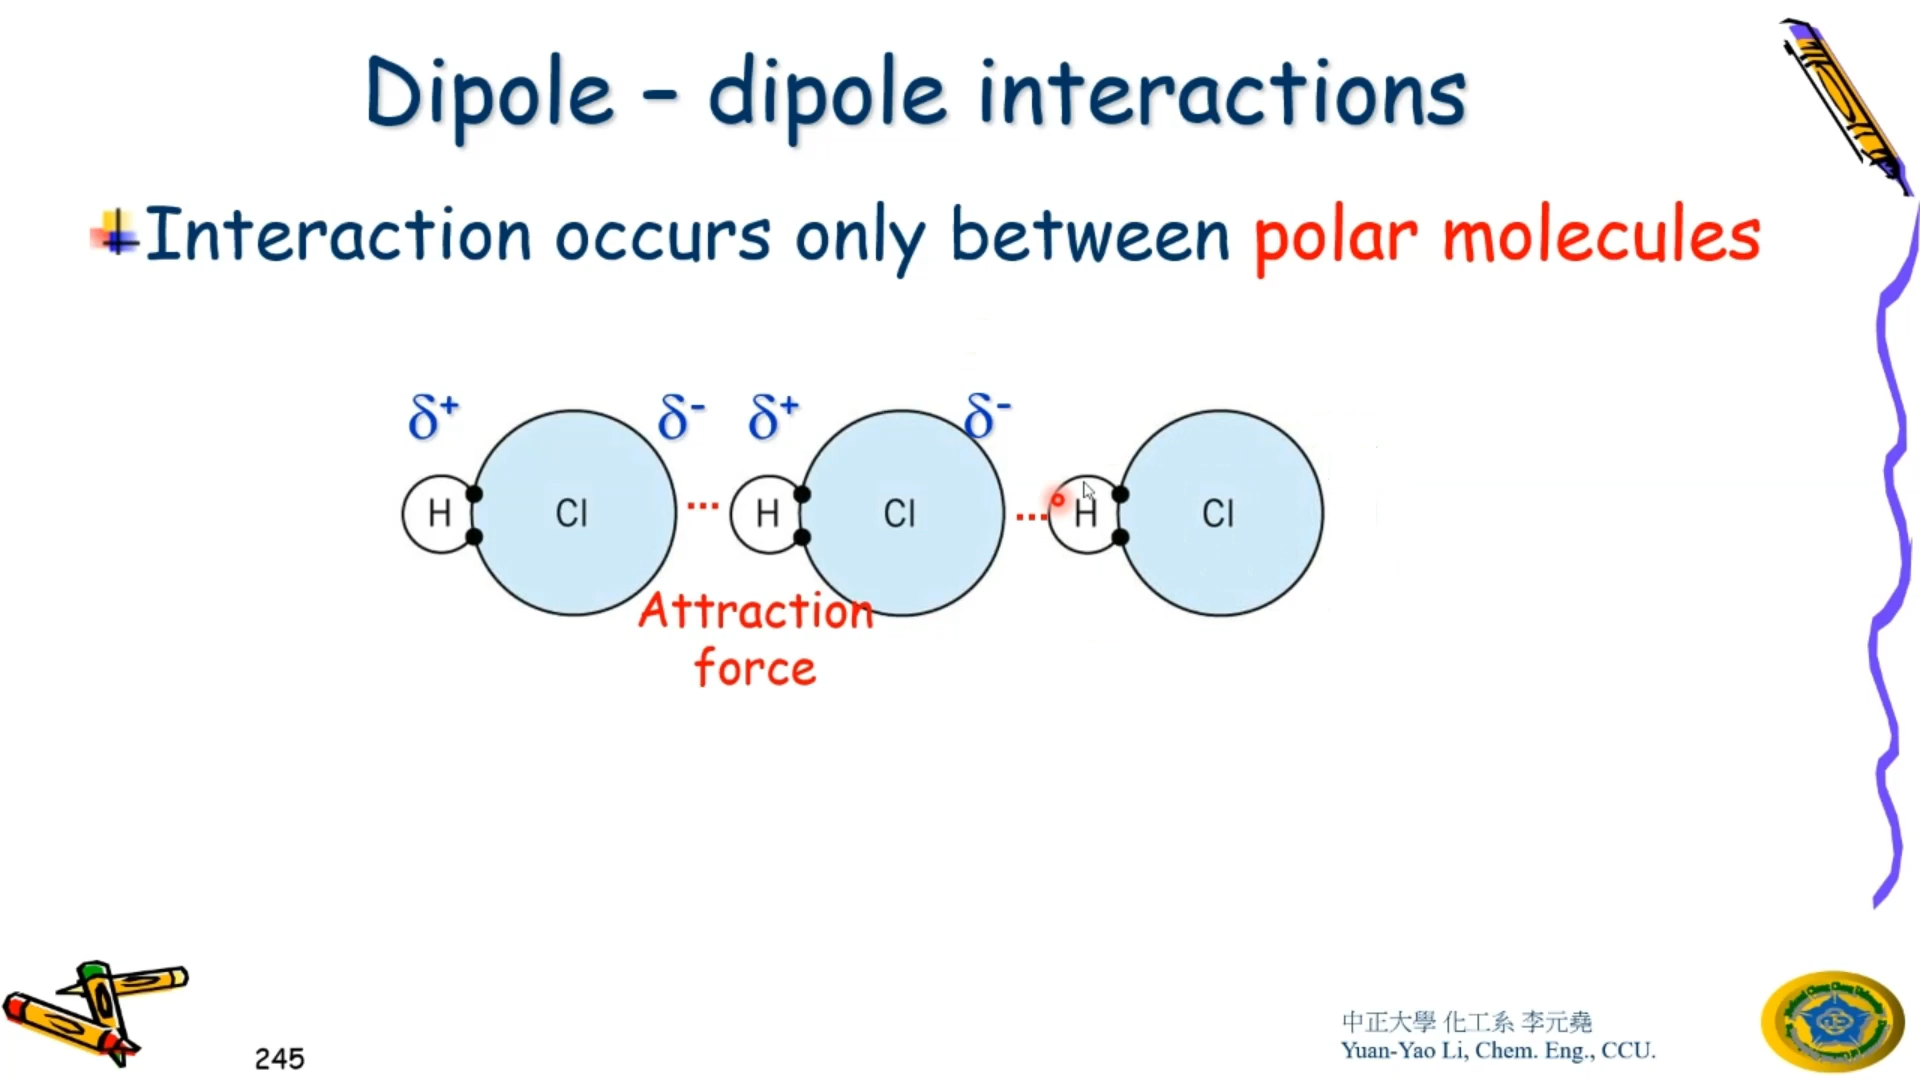 Dipole – dipole interactions
Interaction occurs only between polar molecules
δ+ δ- δ+ δ-
H Cl ... H Cl ... H Cl
Attraction
force
中正大學 化工系 李元堯
Yuan-Yao Li, Chem. Eng., CCU.
245